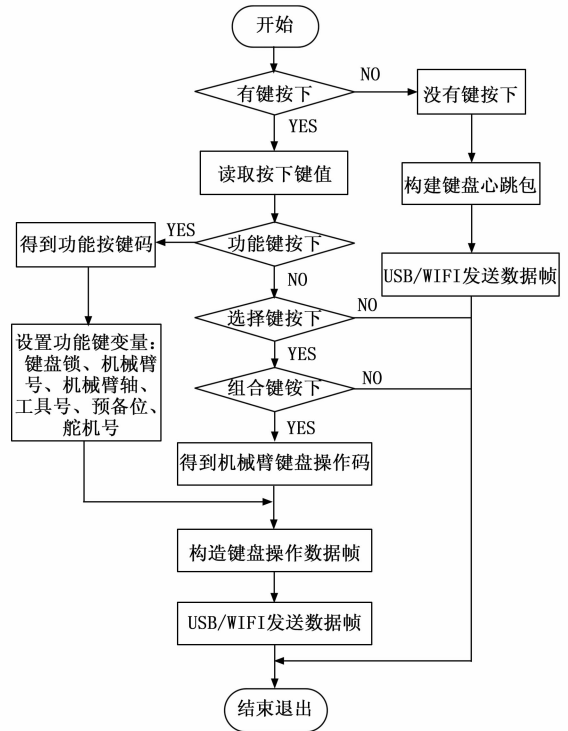 开始
有键按下
NO
没有键按下
YES
读取按下键值
构建键盘心跳包
得到功能按键码
YES
功能键按下
NO
USB/WIFI发送数据帧
选择键按下
NO
设置功能键变量:
键盘锁、机械臂
号、机械臂轴、
工具号、预备位、
舵机号
YES
组合键铵下
NO
YES
得到机械臂键盘操作码
构造键盘操作数据帧
USB/WIFI发送数据帧
结束退出